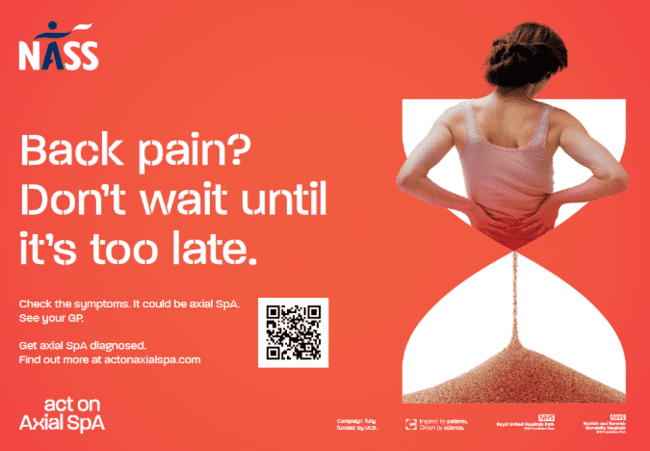 NASS
Back pain?
Don't wait until
it's too late.
Check the symptoms. It could be axial SpA.
See your GP.
Get axial SpA diagnosed.
Find out more at actonaxialspa.com
act on
Axial SpA
Campaign fully
funded by UCB.
Inspired by patients.
Driven by science.
NHS
Royal United Hospitals Bath
NHS Foundation Trust
NHS
Norfolk and Norwich
University Hospitals
NHS Foundation Trust